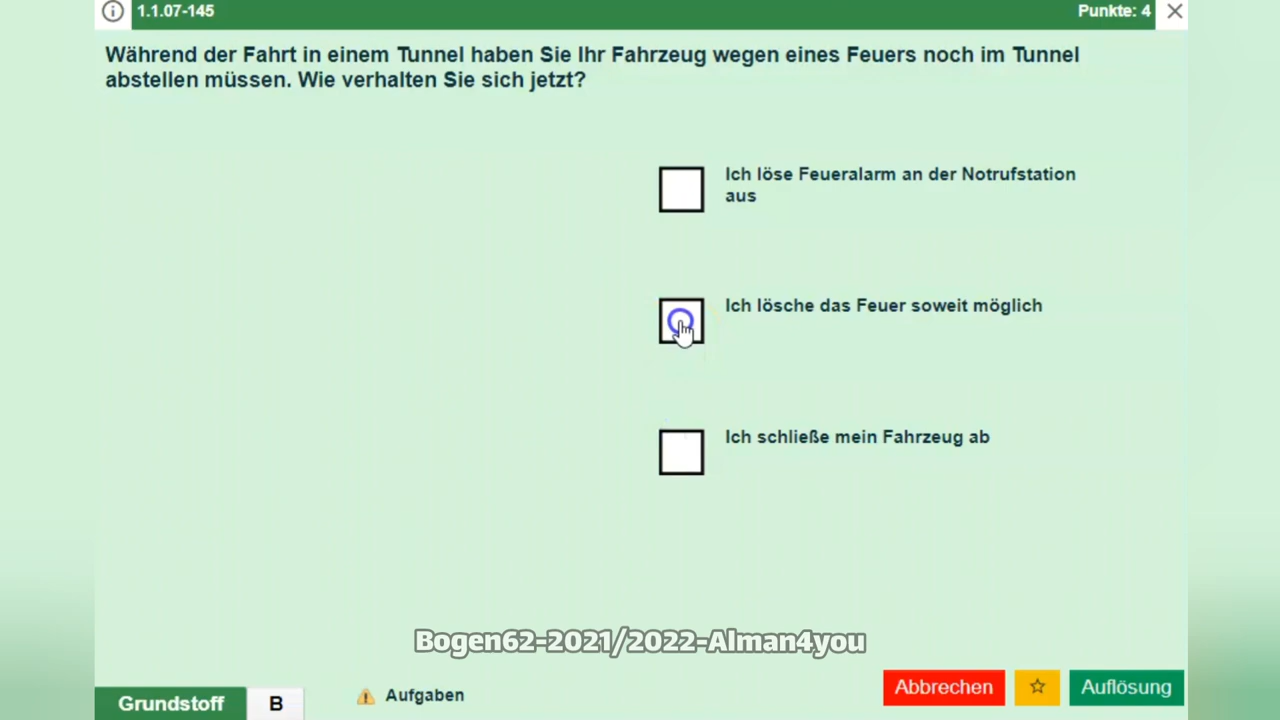 1.1.07-145
Punkte: 4
Während der Fahrt in einem Tunnel haben Sie Ihr Fahrzeug wegen eines Feuers noch im Tunnel
abstellen müssen. Wie verhalten Sie sich jetzt?
Ich löse Feueralarm an der Notrufstation
aus
Ich lösche das Feuer soweit möglich
Ich schließe mein Fahrzeug ab
Bogen62-2021/2022-Alman4you
Grundstoff
B
Aufgaben
Abbrechen
Auflösung